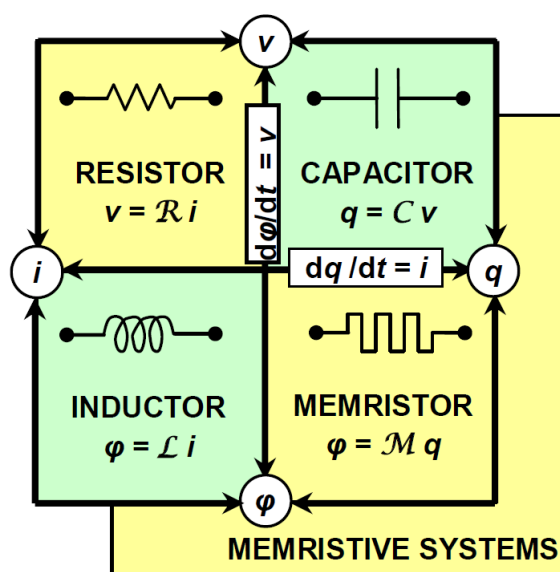 v
RESISTOR
v = ℛ i
CAPACITOR
q = C v
dφ/dt = v
i
dq/dt = i
q
INDUCTOR
φ = ℒ i
MEMRISTOR
φ = ℳ q
φ
MEMRISTIVE SYSTEMS